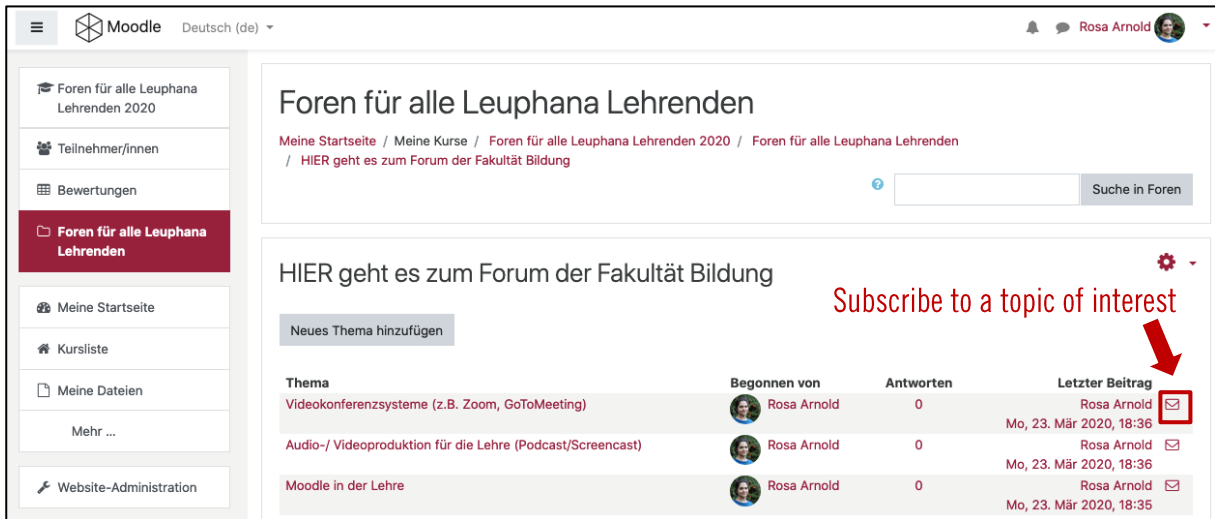 Moodle Deutsch (de)
Rosa Arnold
Foren für alle Leuphana
Lehrenden 2020
Teilnehmer/innen
Bewertungen
Foren für alle Leuphana
Lehrenden
Meine Startseite
Kursliste
Meine Dateien
Mehr ...
Website-Administration
Foren für alle Leuphana Lehrenden
Meine Startseite / Meine Kurse / Foren für alle Leuphana Lehrenden 2020 / Foren für alle Leuphana Lehrenden
/ HIER geht es zum Forum der Fakultät Bildung
Suche in Foren
HIER geht es zum Forum der Fakultät Bildung
Subscribe to a topic of interest
Neues Thema hinzufügen
Thema Begonnen von Antworten Letzter Beitrag
Videokonferenzsysteme (z.B. Zoom, GoToMeeting) Rosa Arnold 0 Rosa Arnold
Mo, 23. Mär 2020, 18:36
Audio-/ Videoproduktion für die Lehre (Podcast/Screencast) Rosa Arnold 0 Rosa Arnold
Mo, 23. Mär 2020, 18:36
Moodle in der Lehre Rosa Arnold 0 Rosa Arnold
Mo, 23. Mär 2020, 18:35